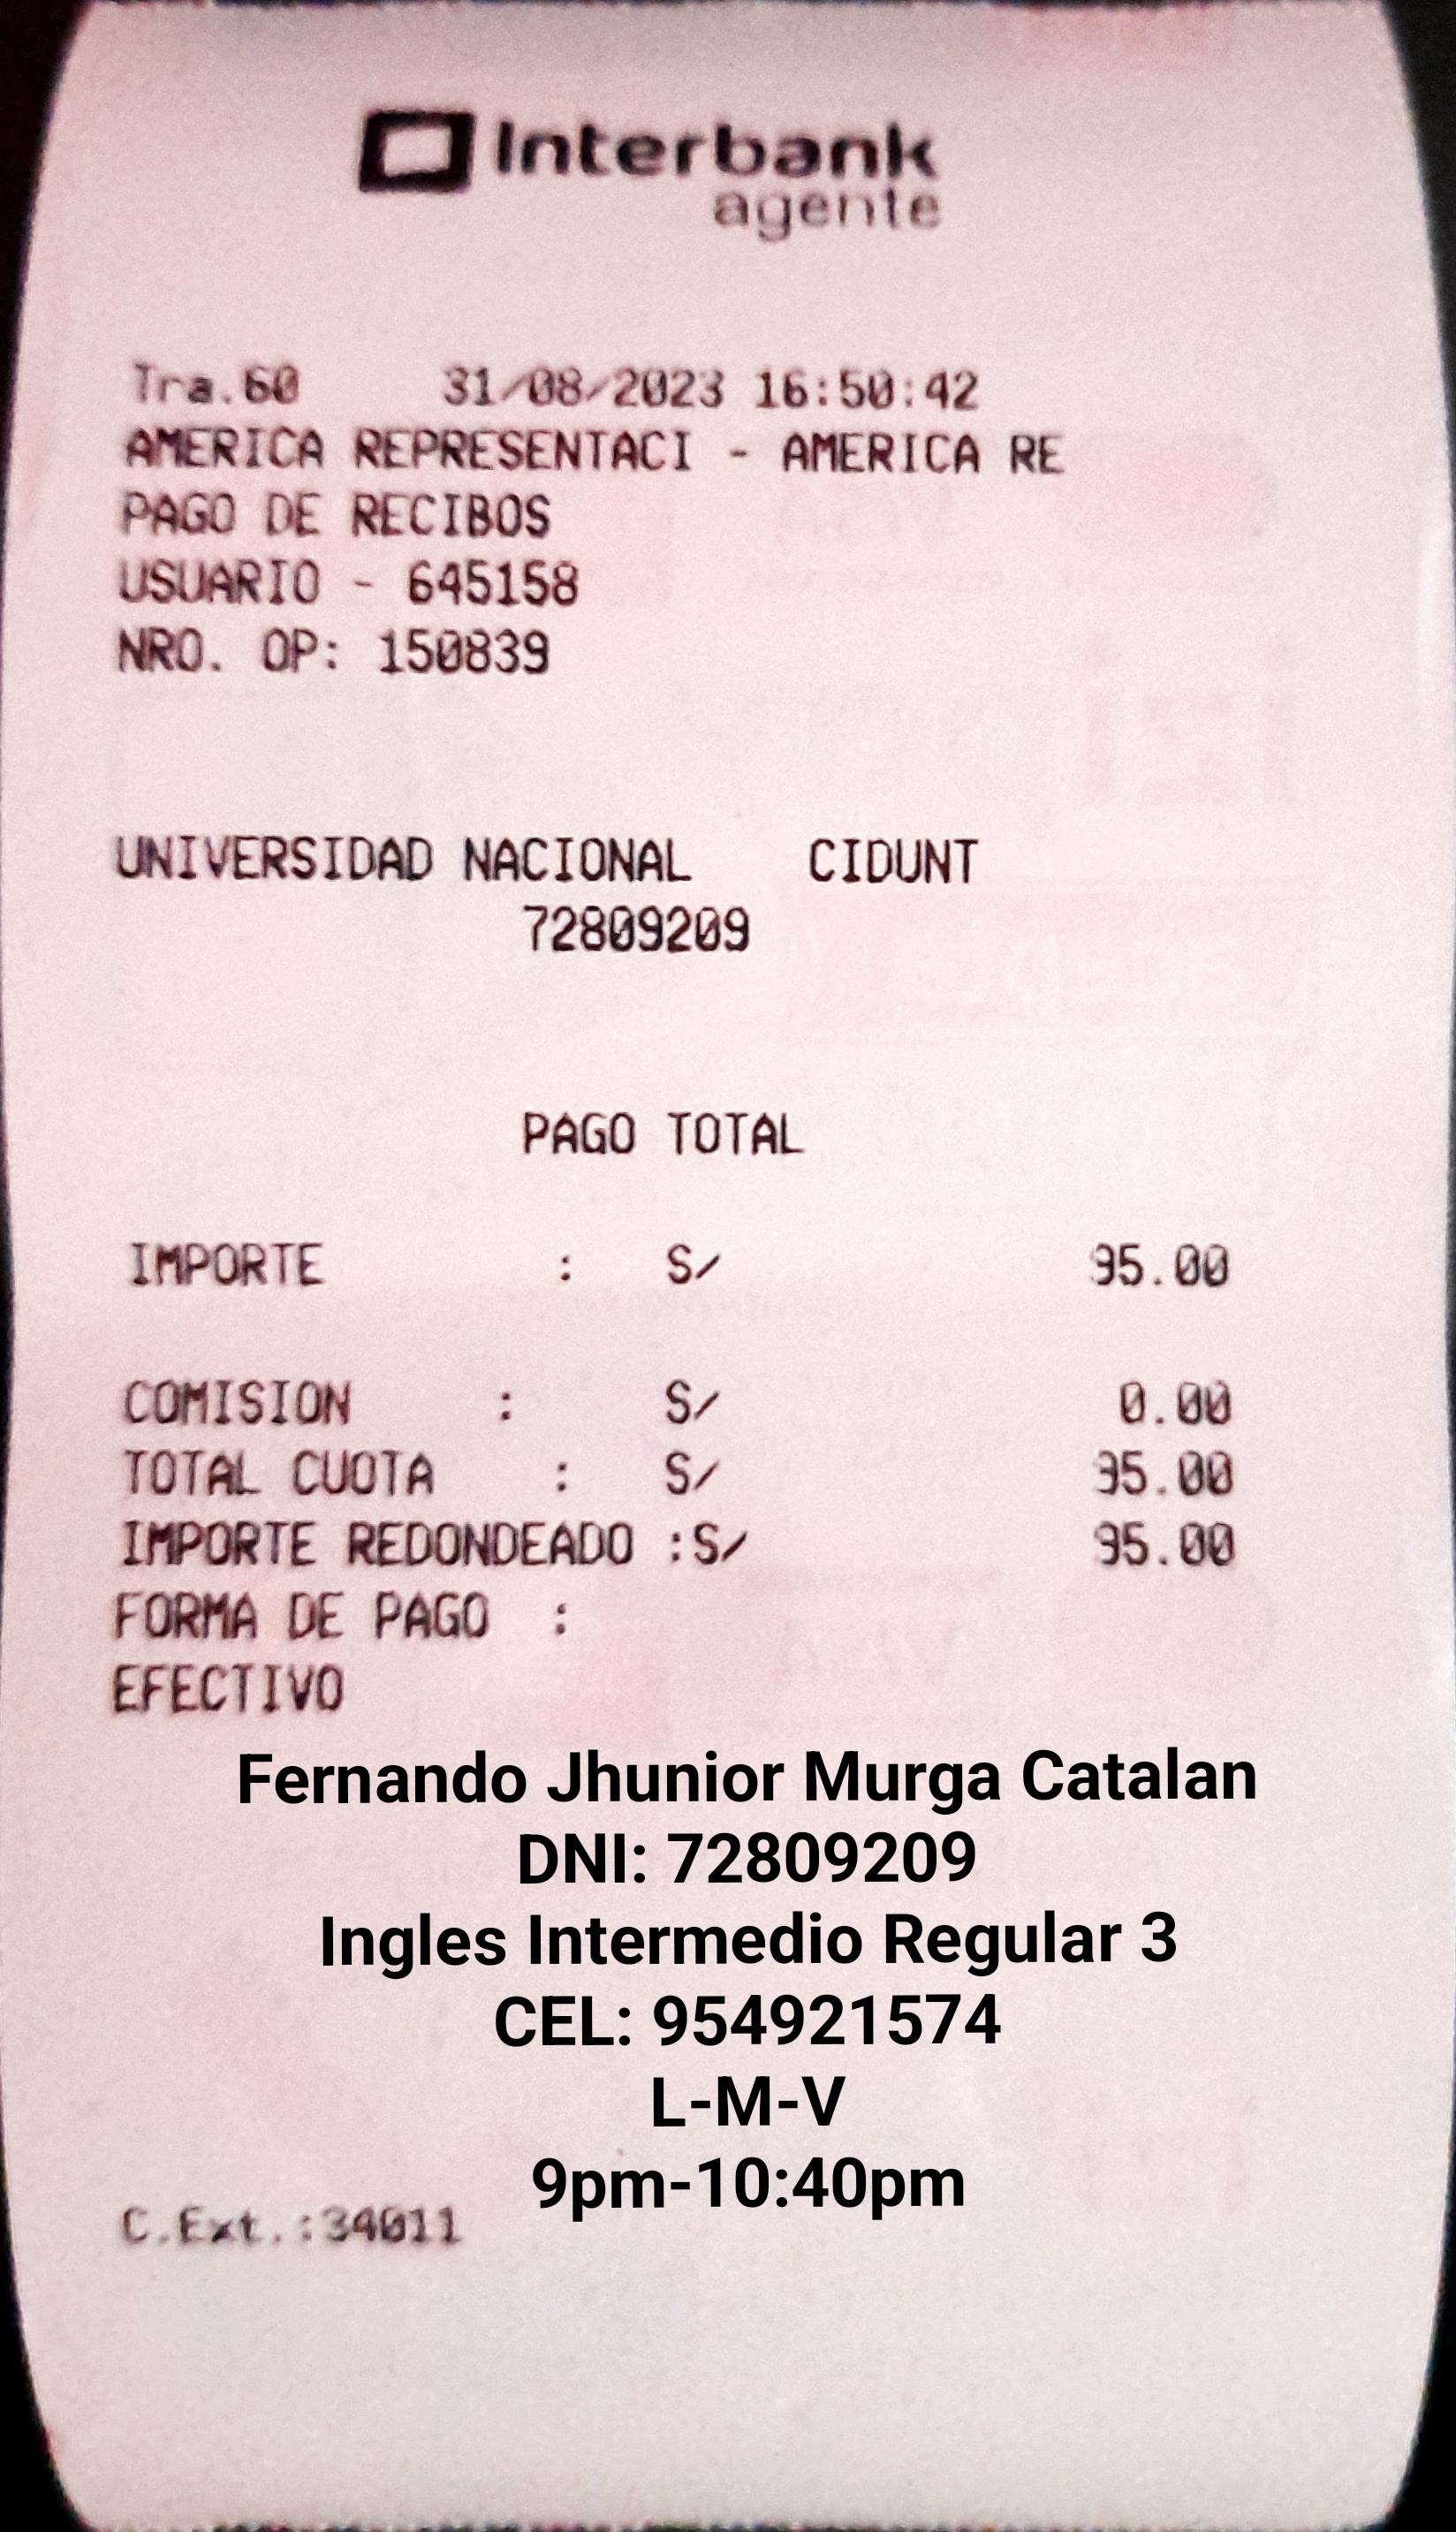 Interbank
agente
Tra.60 31/08/2023 16:50:42
AMERICA REPRESENTACI - AMERICA RE
PAGO DE RECIBOS
USUARIO - 645158
NRO. OP: 150839
UNIVERSIDAD NACIONAL CIDUNT
72809209
PAGO TOTAL
IMPORTE : S/ 95.00
COMISION : S/ 0.00
TOTAL CUOTA : S/ 95.00
IMPORTE REDONDEADO :S/ 95.00
FORMA DE PAGO :
EFECTIVO
Fernando Jhunior Murga Catalan
DNI: 72809209
Ingles Intermedio Regular 3
CEL: 954921574
L-M-V
9pm-10:40pm
C.Ext.:34011